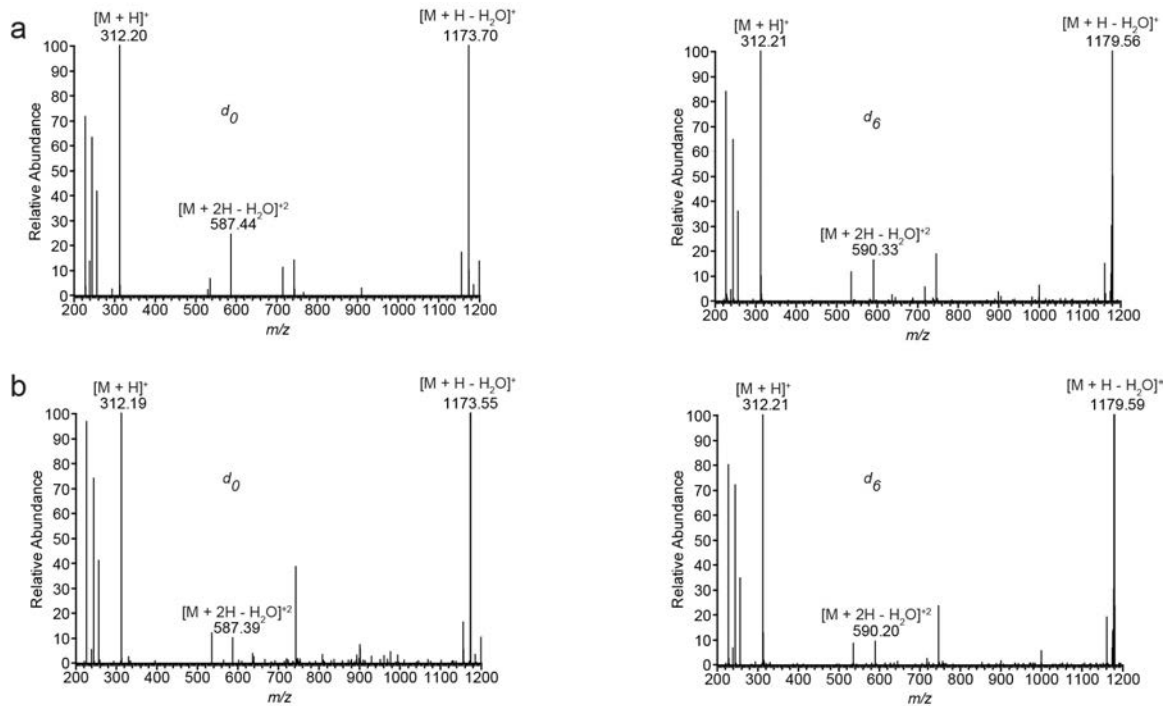 a
[M + H]⁺
312.20
[M + H - H₂O]⁺
1173.70
d₀
[M + 2H - H₂O]⁺²
587.44
Relative Abundance
100
90
80
70
60
50
40
30
20
10
0
200 300 400 500 600 700 800 900 1000 1100 1200
m/z
[M + H]⁺
312.21
[M + H - H₂O]⁺
1179.56
d₆
[M + 2H - H₂O]⁺²
590.33
Relative Abundance
100
90
80
70
60
50
40
30
20
10
0
200 300 400 500 600 700 800 900 1000 1100 1200
m/z
b
[M + H]⁺
312.19
[M + H - H₂O]⁺
1173.55
d₀
[M + 2H - H₂O]⁺²
587.39
Relative Abundance
100
90
80
70
60
50
40
30
20
10
0
200 300 400 500 600 700 800 900 1000 1100 1200
m/z
[M + H]⁺
312.21
[M + H - H₂O]⁺
1179.59
d₆
[M + 2H - H₂O]⁺²
590.20
Relative Abundance
100
90
80
70
60
50
40
30
20
10
0
200 300 400 500 600 700 800 900 1000 1100 1200
m/z